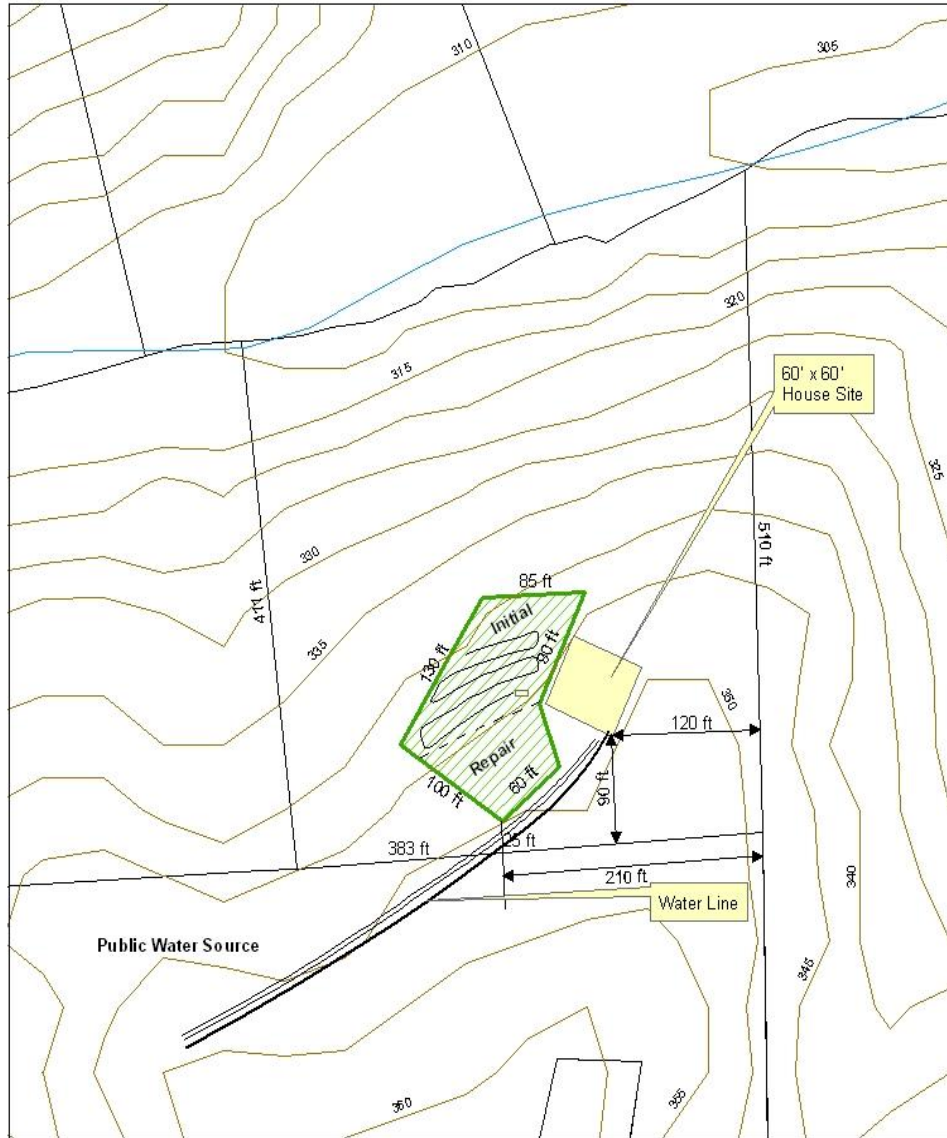 310
305
320
315
60' x 60'
House Site
325
330
510 ft
411 ft
85 ft
Initial
335
130 ft
90 ft
350
120 ft
Repair
60 ft
100 ft
90 ft
25 ft
383 ft
210 ft
340
Water Line
Public Water Source
345
360
355